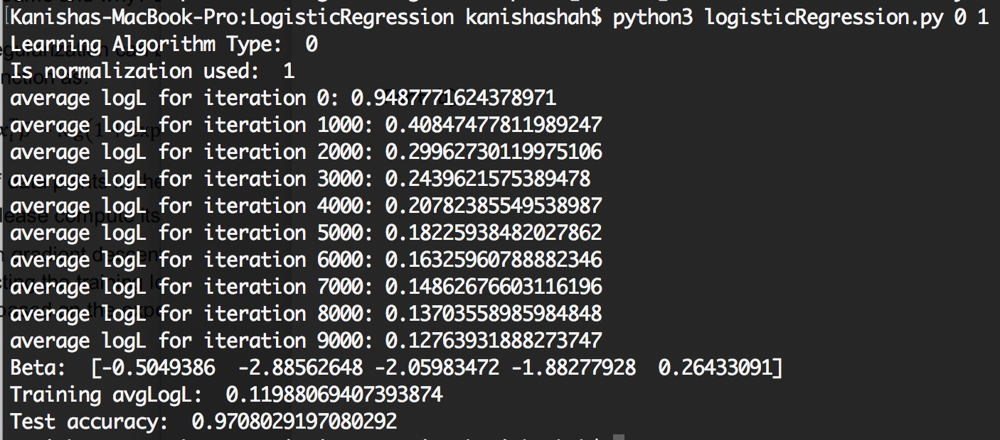 Kanishas-MacBook-Pro:LogisticRegression kanishashah$ python3 logisticRegression.py 0 1
Learning Algorithm Type:  0
Is normalization used:  1
average logL for iteration 0: 0.9487771624378971
average logL for iteration 1000: 0.40847477811989247
average logL for iteration 2000: 0.29962730119975106
average logL for iteration 3000: 0.2439621575389478
average logL for iteration 4000: 0.20782385549538987
average logL for iteration 5000: 0.18225938482027862
average logL for iteration 6000: 0.16325960788882346
average logL for iteration 7000: 0.14862676603116196
average logL for iteration 8000: 0.13703558985984848
average logL for iteration 9000: 0.12763931888273747
Beta:  [-0.5049386  -2.88562648 -2.05983472 -1.88277928  0.26433091]
Training avgLogL:  0.11988069407393874
Test accuracy:  0.9708029197080292